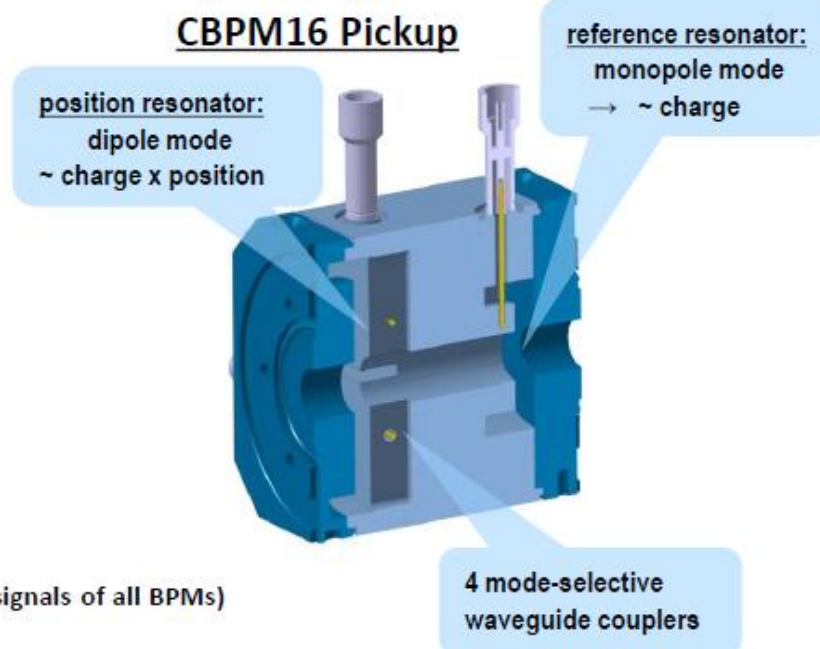 CBPM16 Pickup
position resonator:
dipole mode
~ charge x position
reference resonator:
monopole mode
→ ~ charge
4 mode-selective
waveguide couplers
signals of all BPMs)